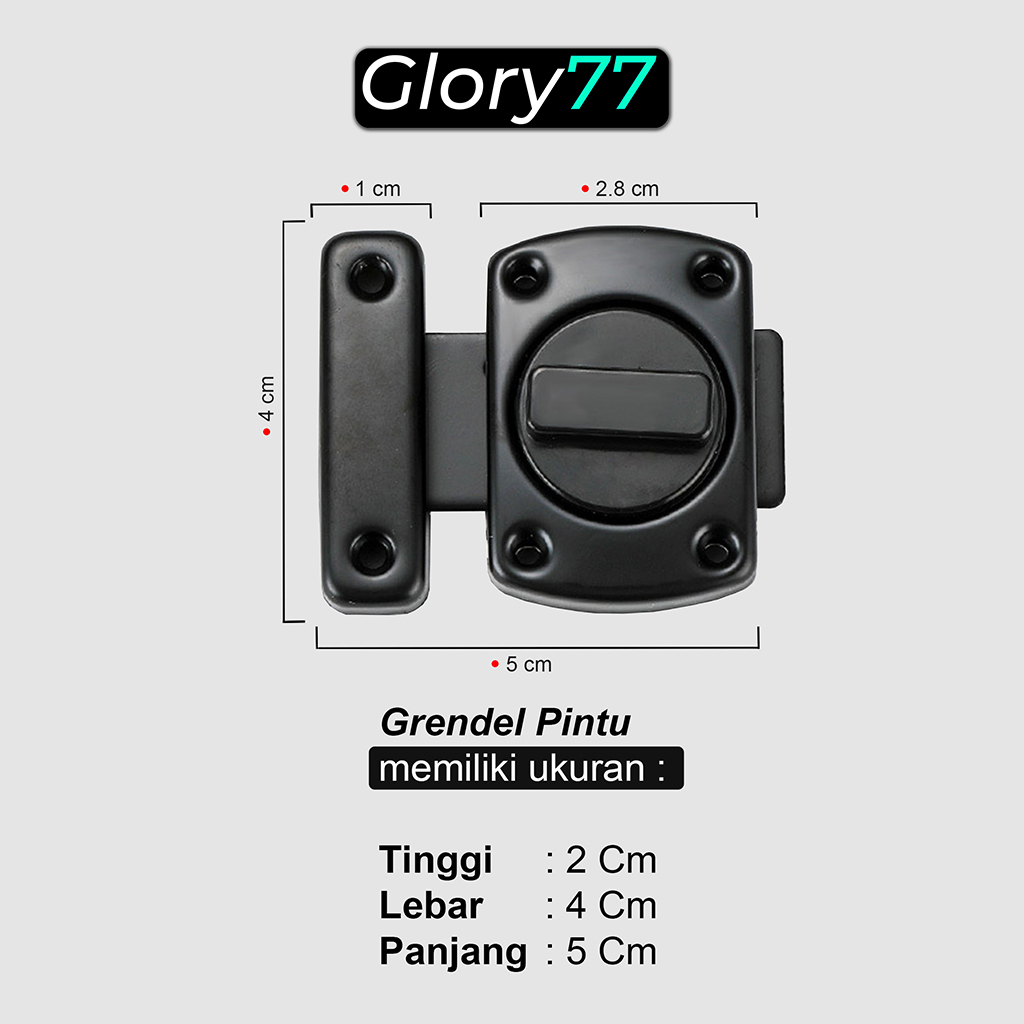 Glory77
• 1 cm
• 2.8 cm
• 4 cm
• 5 cm
Grendel Pintu
memiliki ukuran :
Tinggi : 2 Cm
Lebar : 4 Cm
Panjang : 5 Cm